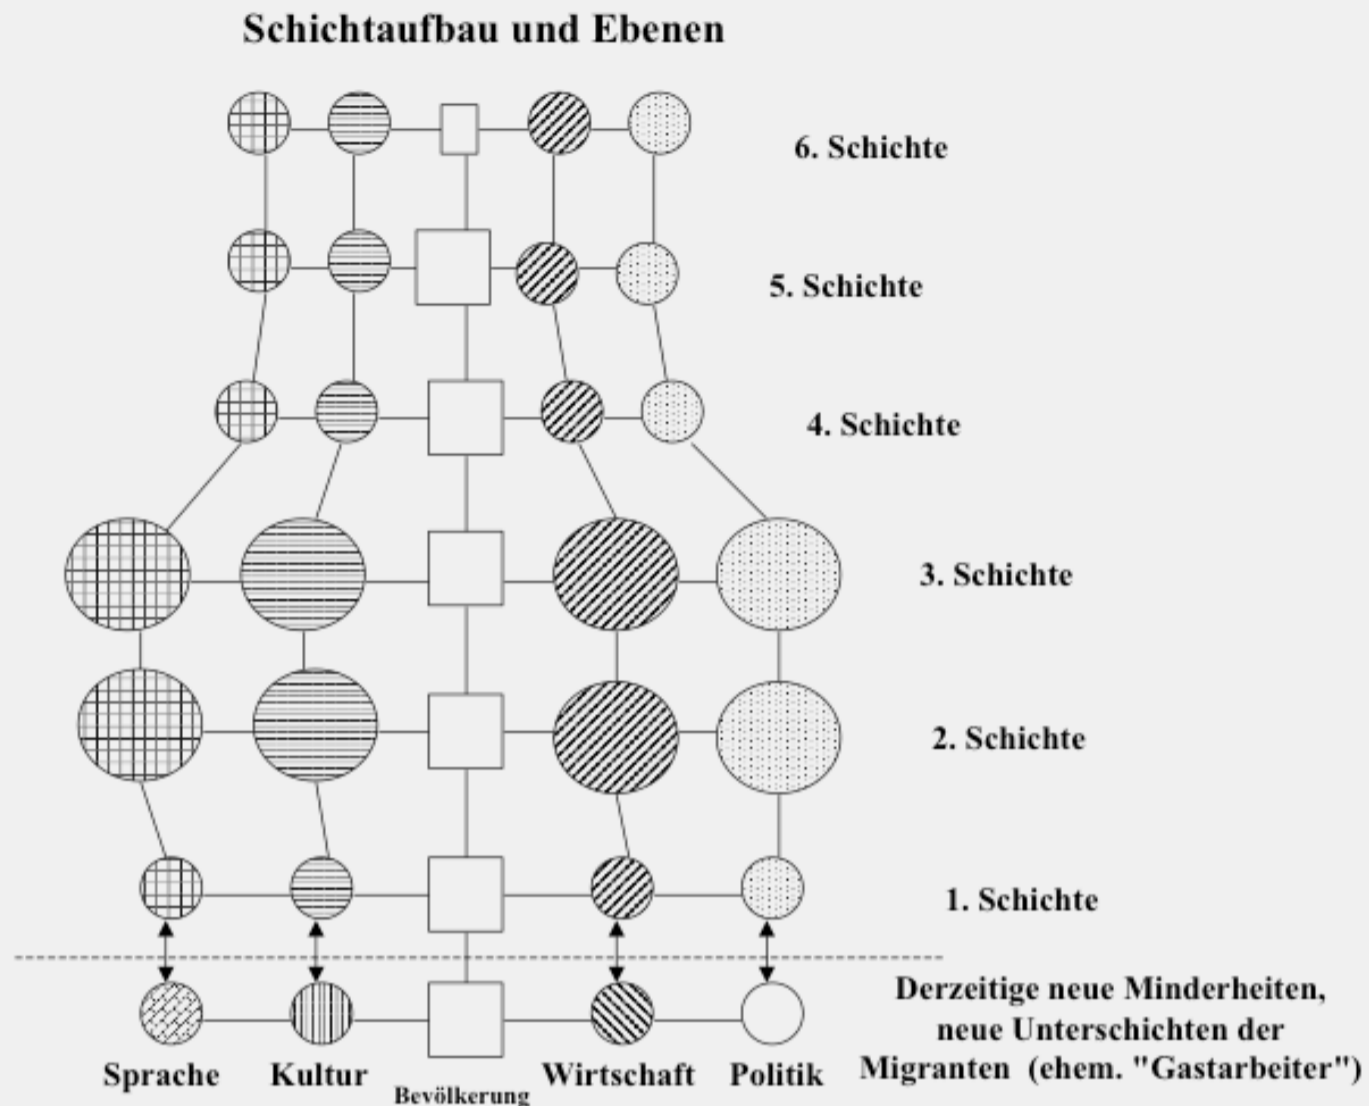 Schichtaufbau und Ebenen
6. Schichte
5. Schichte
4. Schichte
3. Schichte
2. Schichte
1. Schichte
Derzeitige neue Minderheiten,
neue Unterschichten der
Migranten (ehem. "Gastarbeiter")
Sprache
Kultur
Bevölkerung
Wirtschaft
Politik